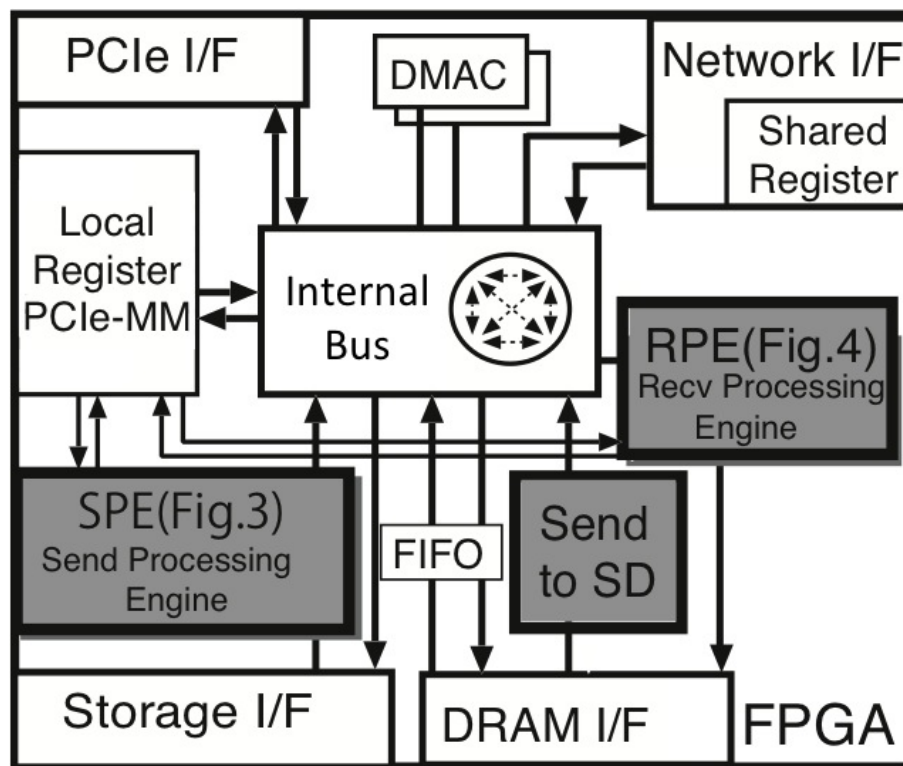 PCIe I/F
DMAC
Network I/F
Shared
Register
Local
Register
PCIe-MM
Internal
Bus
RPE(Fig.4)
Recv Processing
Engine
SPE(Fig.3)
Send Processing
Engine
FIFO
Send
to SD
Storage I/F
DRAM I/F
FPGA